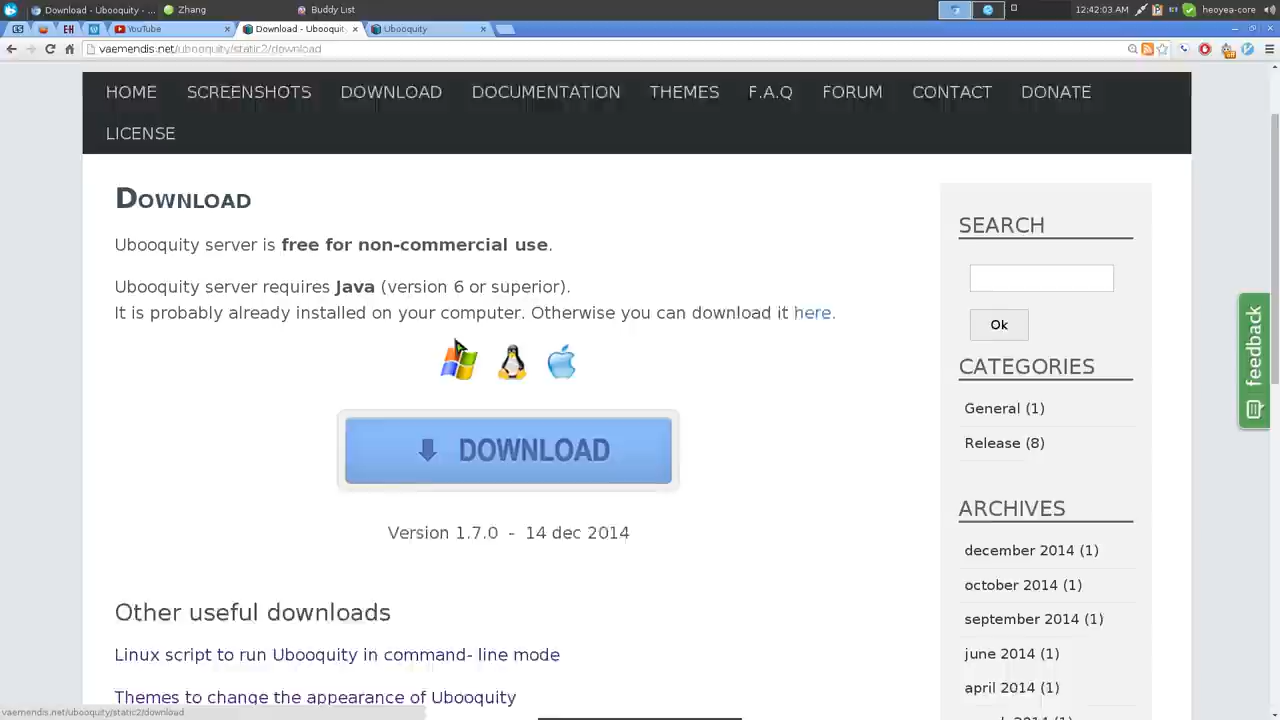 Download - Ubooquity - ...
Zhang
Buddy List
12:42:03 AM
heoyea-core
YouTube
Download - Ubooquity
Ubooquity
vaemendis.net/ubooquity/static2/download
HOME SCREENSHOTS DOWNLOAD DOCUMENTATION THEMES F.A.Q FORUM CONTACT DONATE
LICENSE
Download
Ubooquity server is free for non-commercial use.
Ubooquity server requires Java (version 6 or superior).
It is probably already installed on your computer. Otherwise you can download it here.
DOWNLOAD
Version 1.7.0 - 14 dec 2014
Other useful downloads
Linux script to run Ubooquity in command- line mode
Themes to change the appearance of Ubooquity
SEARCH
Ok
CATEGORIES
General (1)
Release (8)
ARCHIVES
december 2014 (1)
october 2014 (1)
september 2014 (1)
june 2014 (1)
april 2014 (1)
feedback
vaemendis.net/ubooquity/static2/download